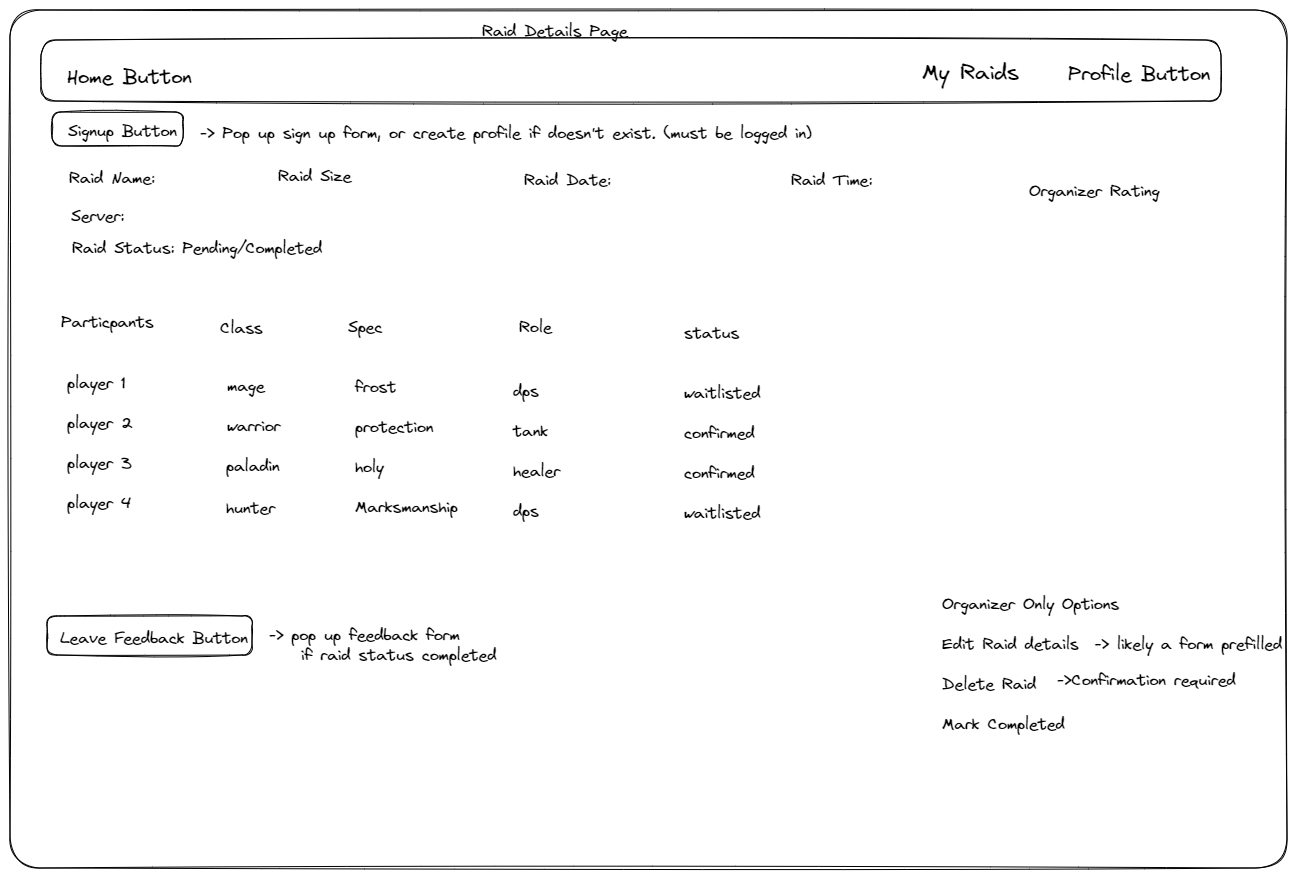 Raid Details Page
Home Button My Raids Profile Button
Signup Button -> Pop up sign up form, or create profile if doesn't exist. (must be logged in)
Raid Name: Raid Size Raid Date: Raid Time: Organizer Rating
Server:
Raid Status: Pending/Completed
Particpants Class Spec Role status
player 1 mage frost dps waitlisted
player 2 warrior protection tank confirmed
player 3 paladin holy healer confirmed
player 4 hunter Marksmanship dps waitlisted
Organizer Only Options
Leave Feedback Button -> pop up feedback form
if raid status completed
Edit Raid details -> likely a form prefilled
Delete Raid ->Confirmation required
Mark Completed